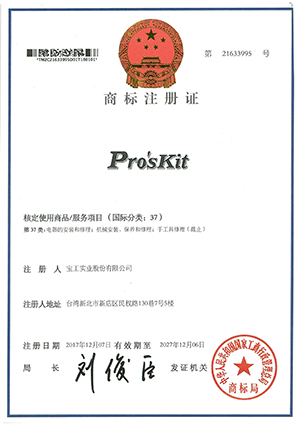 *TM2C21633995D01T180101*
第 21633995 号
商标注册证
Pro'sKit
核定使用商品/服务项目（国际分类：37）
第37类:电器的安装和修理；机械安装、保养和修理；手工具修理（截止）
注册人 宝工实业股份有限公司
注册人地址 台湾新北市新店区民权路130巷7号5楼
注册日期 2017年12月07日 有效期至 2027年12月06日
局长 刘俊臣 发证机关
中华人民共和国国家工商行政管理总局
商标局